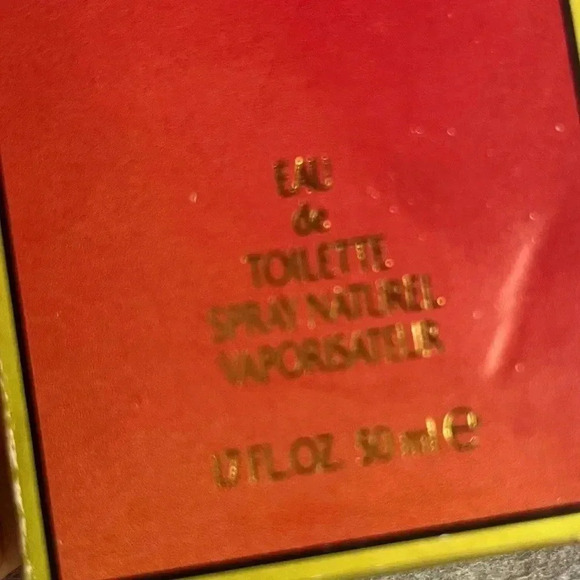 EAU
de
TOILETTE
SPRAY NATUREL
VAPORISATEUR
1.7 FL.OZ. 50 ml ℮